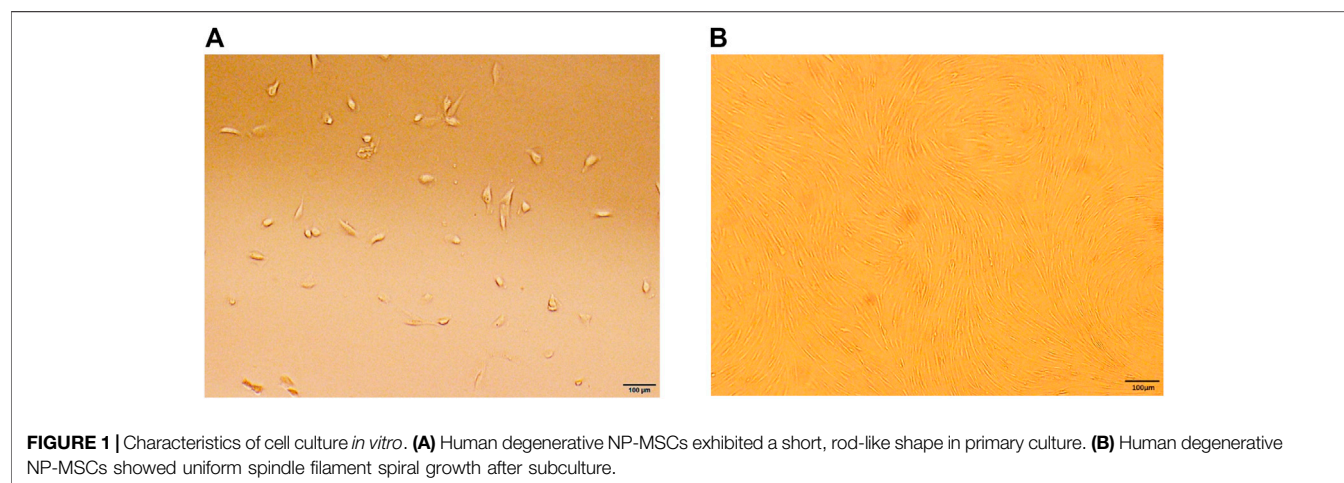 A
B
100 µm
100µm
FIGURE 1 | Characteristics of cell culture in vitro. (A) Human degenerative NP-MSCs exhibited a short, rod-like shape in primary culture. (B) Human degenerative
NP-MSCs showed uniform spindle filament spiral growth after subculture.